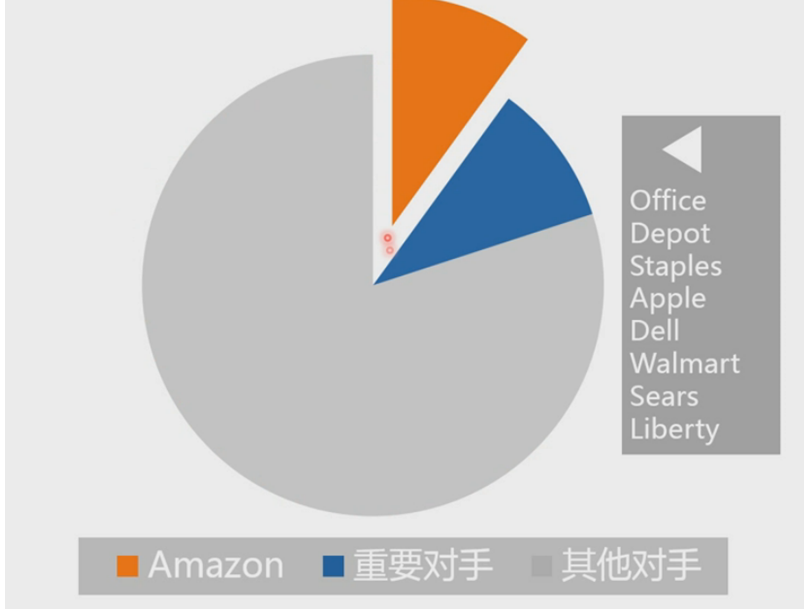 Office
Depot
Staples
Apple
Dell
Walmart
Sears
Liberty
Amazon 重要对手 其他对手